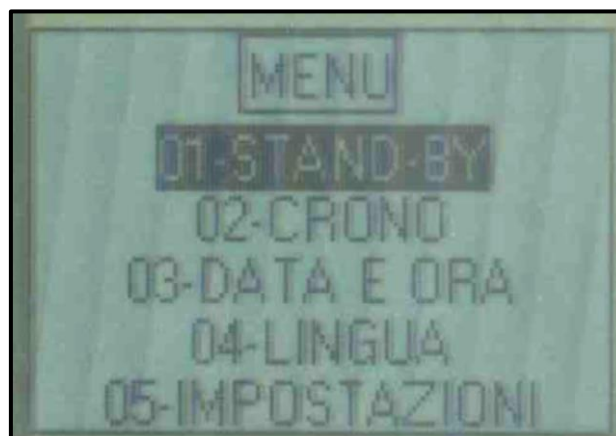 MENU
01-STAND-BY
02-CRONO
03-DATA E ORA
04-LINGUA
05-IMPOSTAZIONI